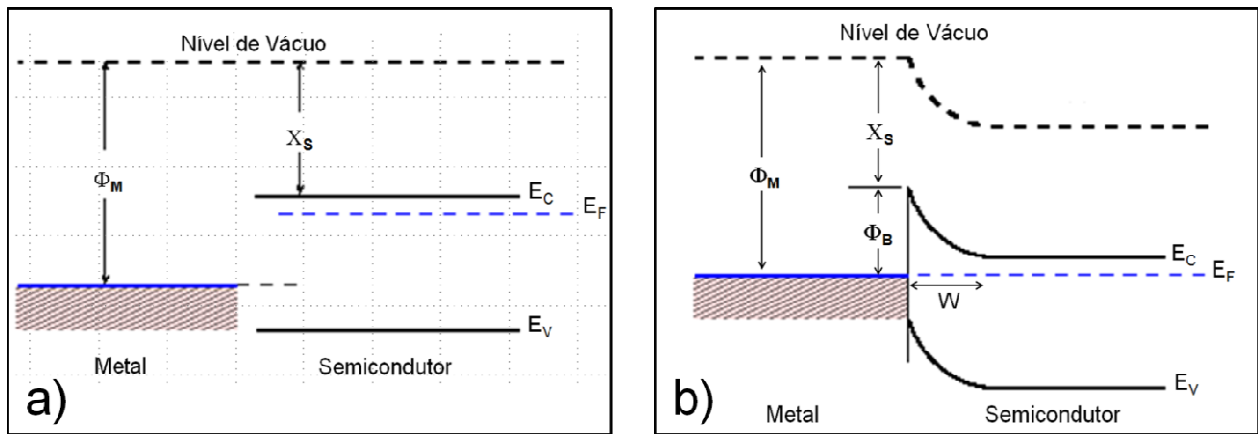 Nível de Vácuo
X_S
Φ_M
E_C
E_F
E_V
Metal
Semicondutor
a)
Nível de Vácuo
X_S
Φ_M
Φ_B
E_C
E_F
W
E_V
Metal
Semicondutor
b)